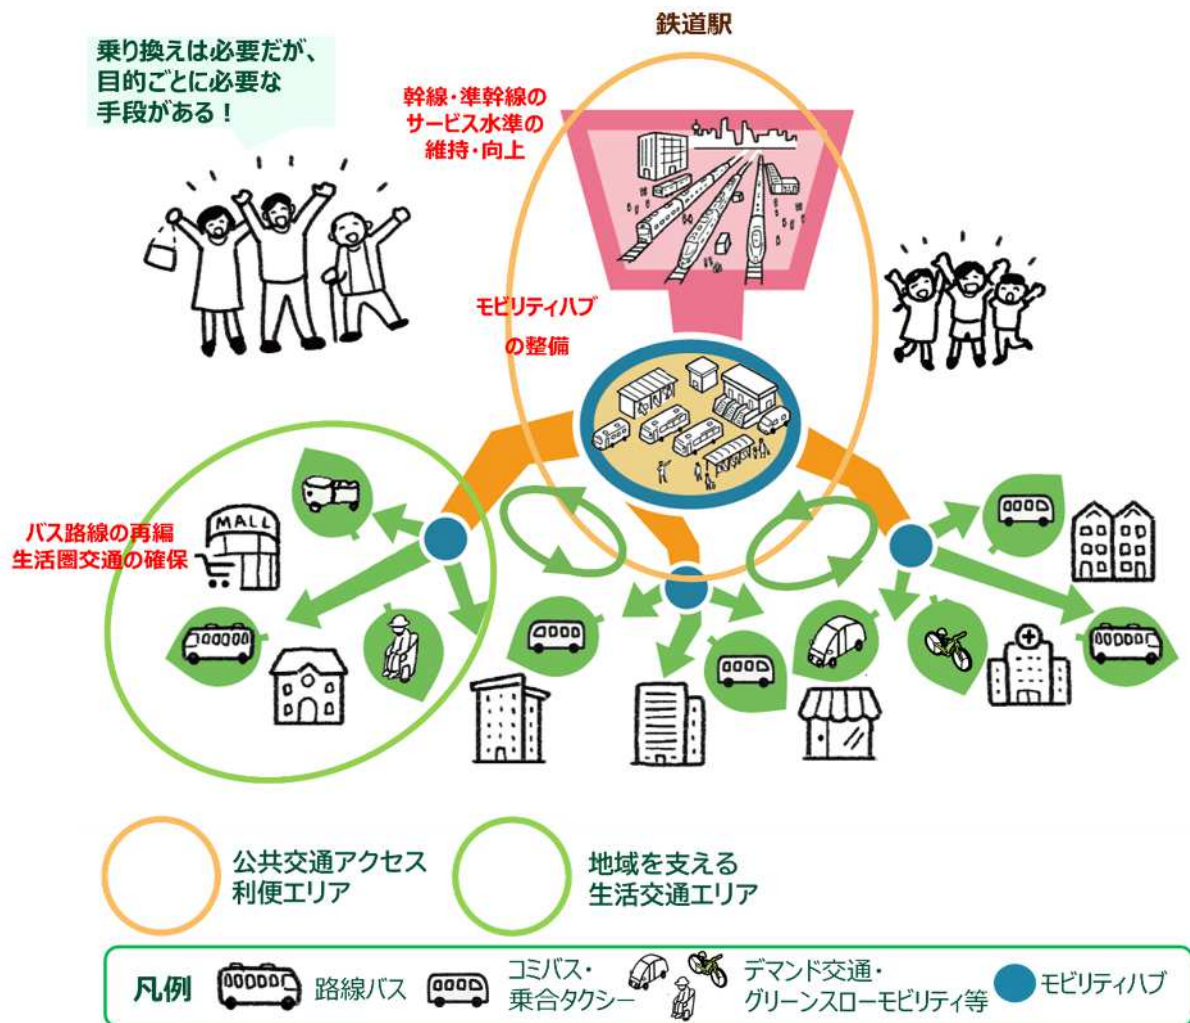 鉄道駅
乗り換えは必要だが、
目的ごとに必要な
手段がある！
幹線・準幹線の
サービス水準の
維持・向上
モビリティハブ
の整備
バス路線の再編
生活圏交通の確保
MALL
公共交通アクセス
利便エリア
地域を支える
生活交通エリア
凡例
路線バス
コミバス・
乗合タクシー
デマンド交通・
グリーンスローモビリティ等
モビリティハブ